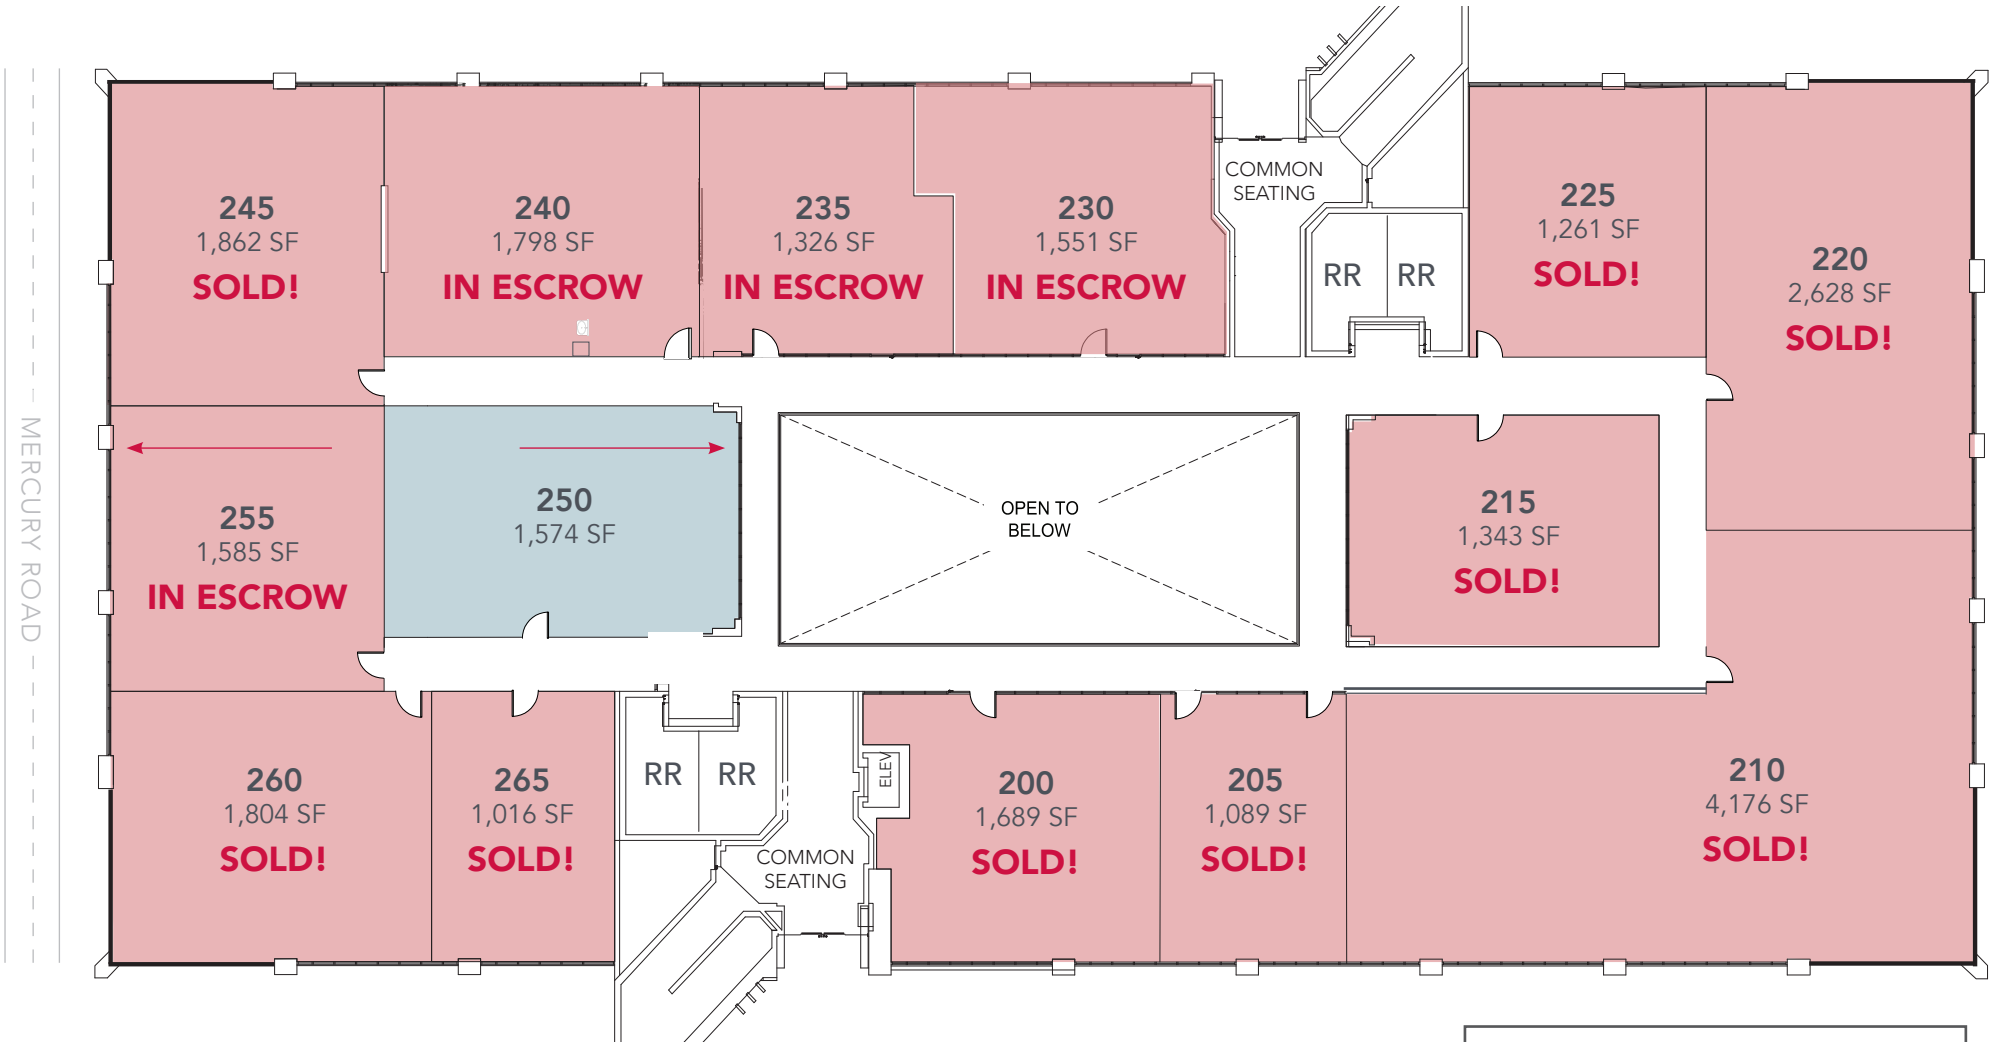 MERCURY ROAD
245
1,862 SF
SOLD!
240
1,798 SF
IN ESCROW
235
1,326 SF
IN ESCROW
230
1,551 SF
IN ESCROW
COMMON
SEATING
RR
RR
225
1,261 SF
SOLD!
220
2,628 SF
SOLD!
255
1,585 SF
IN ESCROW
250
1,574 SF
OPEN TO
BELOW
215
1,343 SF
SOLD!
260
1,804 SF
SOLD!
265
1,016 SF
SOLD!
RR
RR
COMMON
SEATING
ELEV
200
1,689 SF
SOLD!
205
1,089 SF
SOLD!
210
4,176 SF
SOLD!